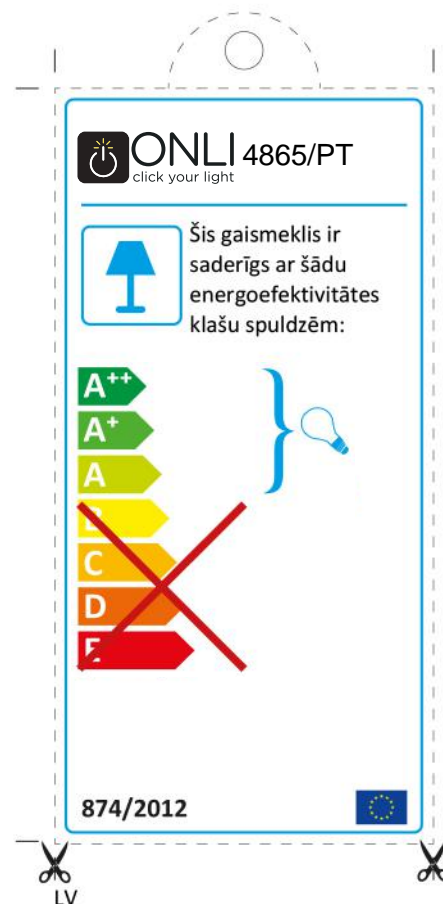 ONLI 4865/PT
click your light
Šis gaismeklis ir
saderīgs ar šādu
energoefektivitātes
klašu spuldzēm:
A++
A+
A
B
C
D
E
874/2012
LV